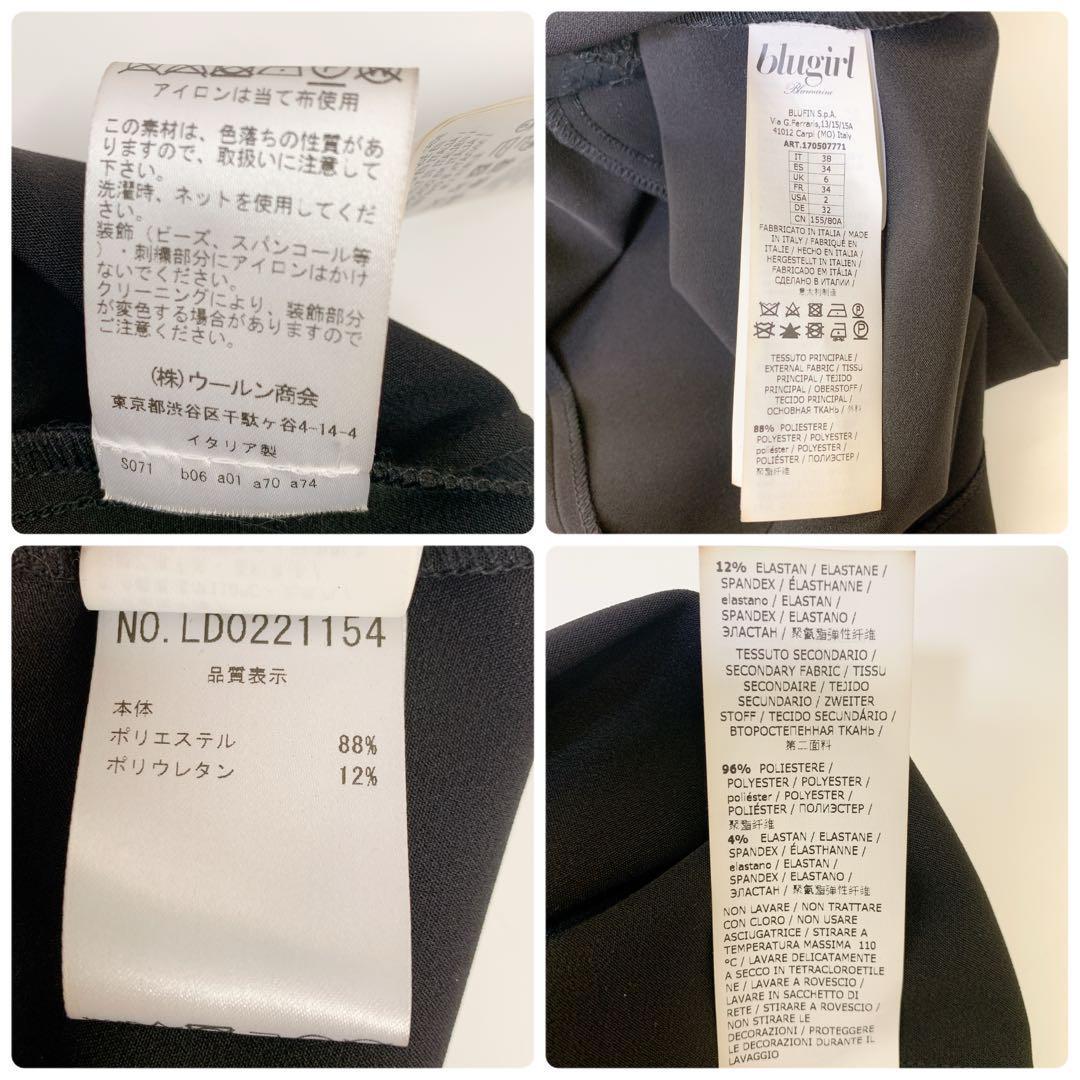 アイロンは当て布使用
この素材は、色落ちの性質があ
りますので、取扱いに注意して
下さい。
洗濯時、ネットを使用してくだ
さい。
装飾（ビーズ、スパンコール等
）・刺繍部分にアイロンはかけ
ないでください。
クリーニングにより、装飾部分
が変色する場合がありますので
ご注意ください。
(株)ウールン商会
東京都渋谷区千駄ヶ谷4-14-4
イタリア製
S071 b06 a01 a70 a74
blugirl
Blumarine
BLUFIN S.p.A.
Via G.Ferraris,13/15/15A
41012 Carpi (MO) Italy
ART.170507771
IT 38
ES 34
UK 6
FR 34
USA 2
DE 32
CN 155/80A
FABBRICATO IN ITALIA / MADE
IN ITALY / FABRIQUÉ EN
ITALIE / HECHO EN ITALIA /
HERGESTELLT IN ITALIEN /
FABRICADO EM ITÁLIA /
СДЕЛАНО В ИТАЛИИ /
意大利制造
TESSUTO PRINCIPALE /
EXTERNAL FABRIC / TISSU
PRINCIPAL / TEJIDO
PRINCIPAL / OBERSTOFF /
TECIDO PRINCIPAL /
ОСНОВНАЯ ТКАНЬ / 外料
88% POLIESTERE /
POLYESTER / POLYESTER /
poliéster / POLYESTER /
POLIÉSTER / ПОЛИЭСТЕР /
聚酯纤维
NO.LD0221154
品質表示
本体
ポリエステル 88%
ポリウレタン 12%
12% ELASTAN / ELASTANE /
SPANDEX / ÉLASTHANNE /
elastano / ELASTAN /
SPANDEX / ELASTANO /
ЭЛАСТАН / 聚氨酯弹性纤维
TESSUTO SECONDARIO /
SECONDARY FABRIC / TISSU
SECONDAIRE / TEJIDO
SECUNDARIO / ZWEITER
STOFF / TECIDO SECUNDÁRIO /
ВТОРОСТЕПЕННАЯ ТКАНЬ /
第二面料
96% POLIESTERE /
POLYESTER / POLYESTER /
poliéster / POLYESTER /
POLIÉSTER / ПОЛИЭСТЕР /
聚酯纤维
4% ELASTAN / ELASTANE /
SPANDEX / ÉLASTHANNE /
elastano / ELASTAN /
SPANDEX / ELASTANO /
ЭЛАСТАН / 聚氨酯弹性纤维
NON LAVARE / NON TRATTARE
CON CLORO / NON USARE
ASCIUGATRICE / STIRARE A
TEMPERATURA MASSIMA 110
°C / LAVARE DELICATAMENTE
A SECCO IN TETRACLOROETILE
NE / LAVARE A ROVESCIO /
LAVARE IN SACCHETTO DI
RETE / STIRARE A ROVESCIO /
NON STIRARE LE
DECORAZIONI / PROTEGGERE
LE DECORAZIONI DURANTE IL
LAVAGGIO